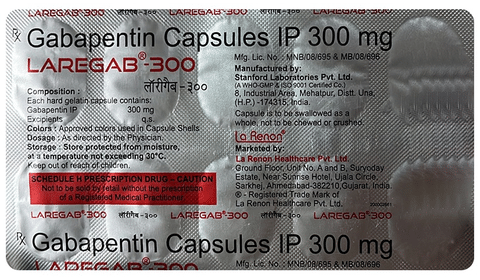 Rx Gabapentin Capsules IP 300 mg
LAREGAB®-300
लॉरीगॅब® -३००
Composition :
Each hard gelatin capsule contains:
Gabapentin IP 300 mg
Excipients q.s.
Colors : Approved colors used in Capsule Shells
Dosage : As directed by the Physician.
Storage : Store protected from moisture,
at a temperature not exceeding 30°C.
Keep out of reach of children.
SCHEDULE H PRESCRIPTION DRUG – CAUTION
Not to be sold by retail without the prescription
of a Registered Medical Practitioner.
Mfg. Lic. No. : MNB/08/695 & MB/08/696
Manufactured by:
Stanford Laboratories Pvt. Ltd.
(A WHO-GMP & ISO 9001 Certified Co.)
8, Industrial Area, Mehatpur, Distt. Una,
(H.P.) -174315, India.
Capsule is to be swallowed as a
whole, not to be chewed or crushed.
La Renon®
Marketed by:
La Renon Healthcare Pvt. Ltd.
Ground Floor, Unit No. A and B, Suryoday
Estate, Near Sunrise Hotel, Ujala Circle,
Sarkhej, Ahmedabad-382210, Gujarat, India.
® - Registered Trade Mark of
La Renon Healthcare Pvt. Ltd.
LAREGAB®-300 लॉरीगॅब® -३०० LAREGAB®-300 लॉरीगॅब® -३०० LAREGAB®-300
Rx Gabapentin Capsules IP 300 mg
LAREGAB®-300
Mfg. Lic. No. : MNB/08/695 & MB/08/696